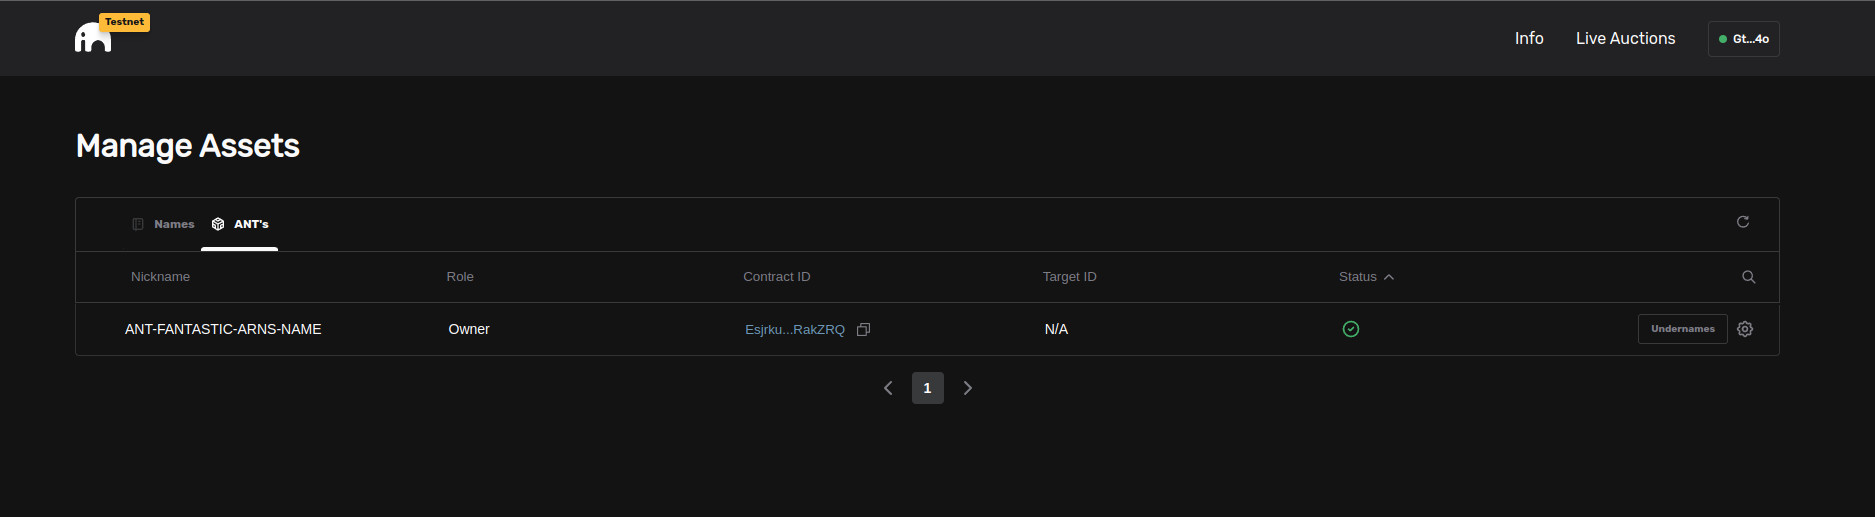 Testnet
Info Live Auctions Gt...4o
Manage Assets
Names ANT's
Nickname Role Contract ID Target ID Status
ANT-FANTASTIC-ARNS-NAME Owner Esjrku...RakZRQ N/A Undernames
1